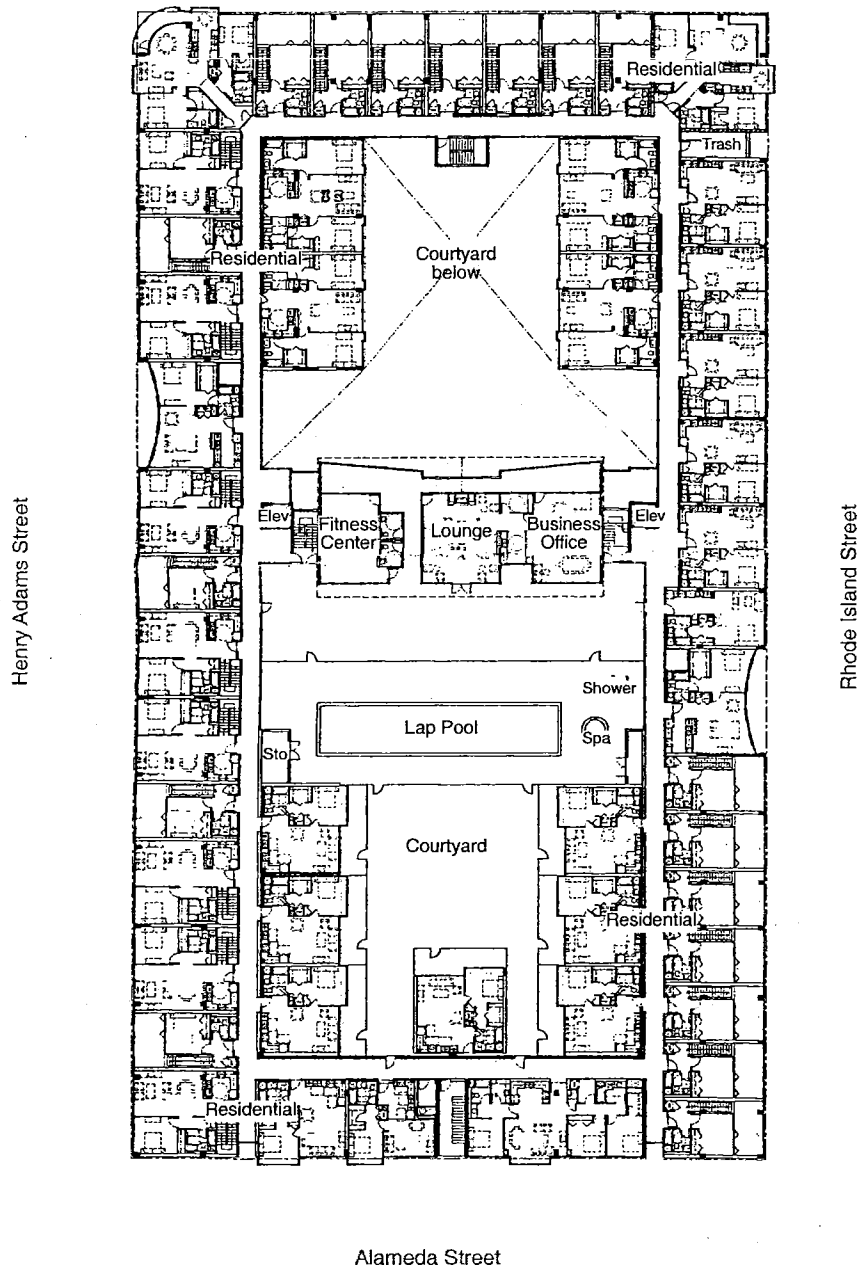 Residential
Trash
Residential
Courtyard
below
Elev
Fitness
Center
Lounge
Business
Office
Elev
Henry Adams Street
Rhode Island Street
Shower
Lap Pool
Spa
Sto
Courtyard
Residential
Residential
Alameda Street